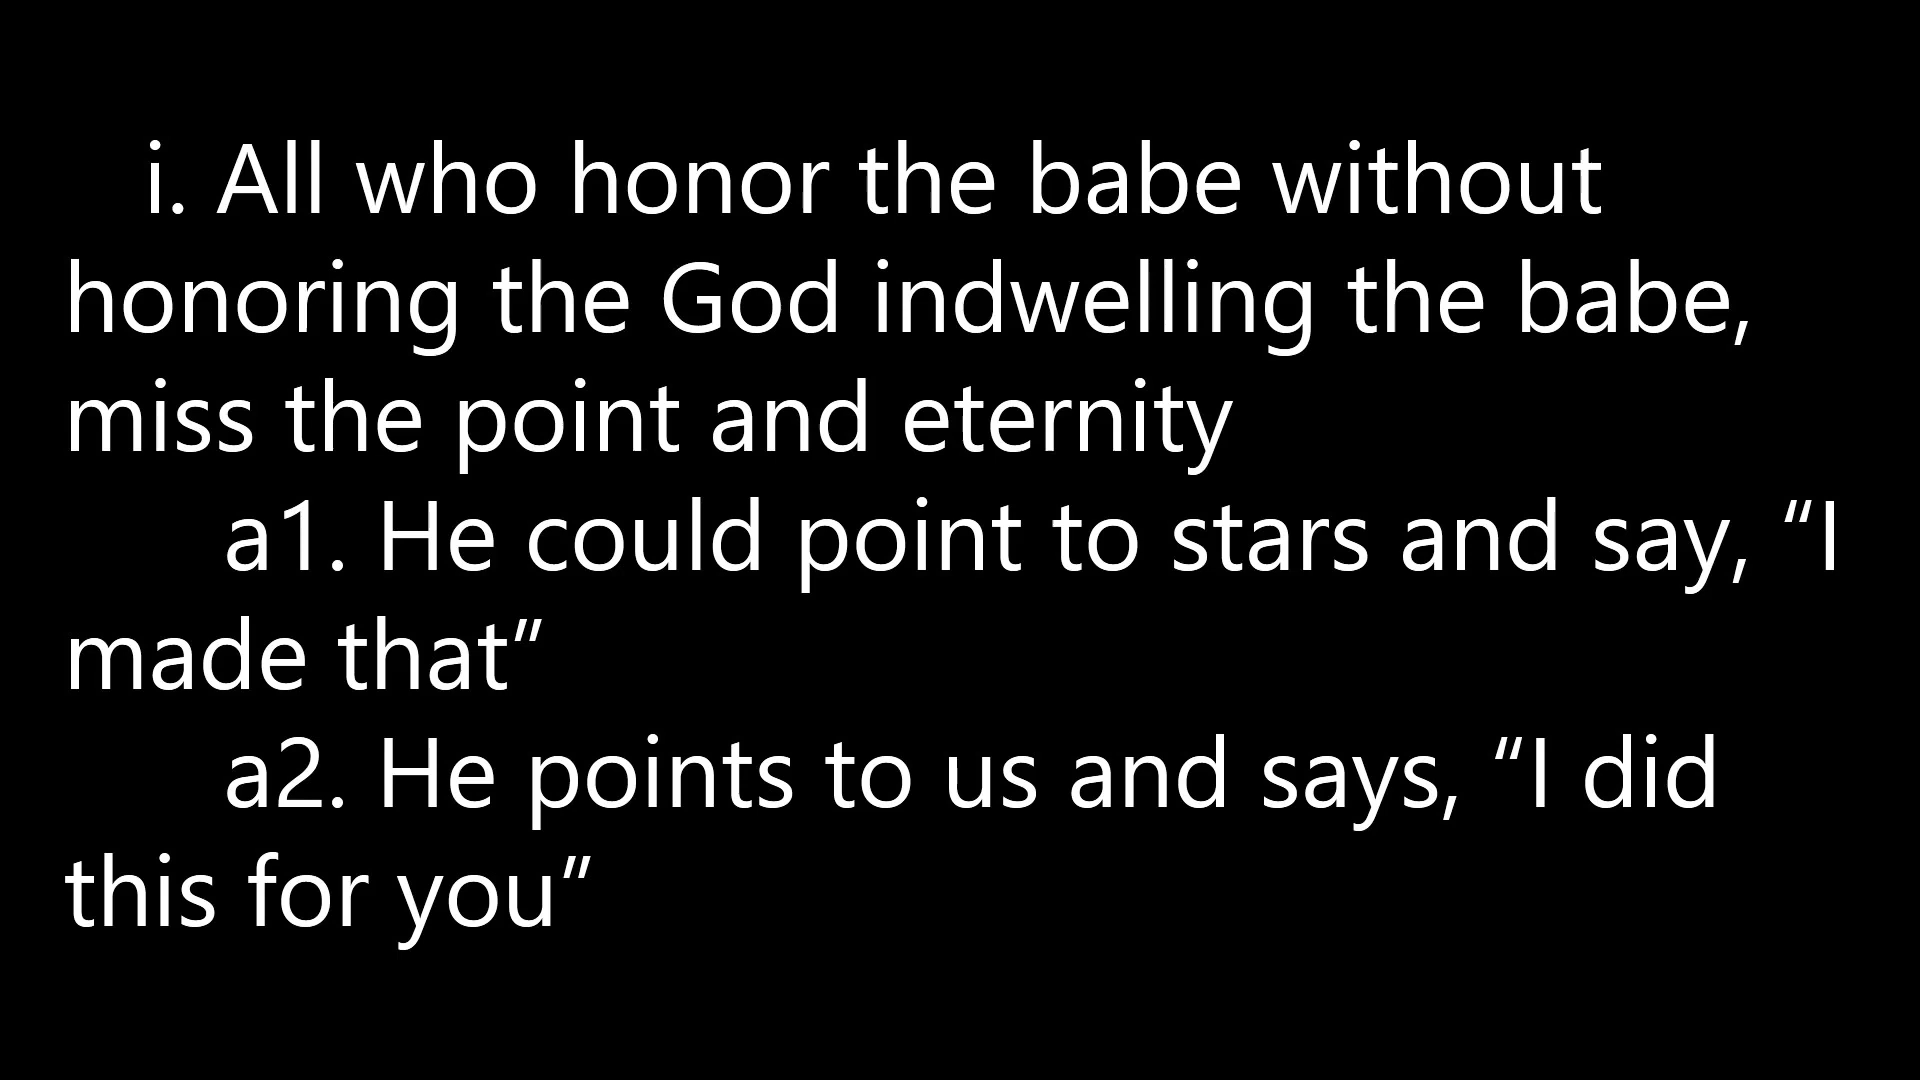 i. All who honor the babe without
honoring the God indwelling the babe,
miss the point and eternity
a1. He could point to stars and say, “I
made that”
a2. He points to us and says, “I did
this for you”